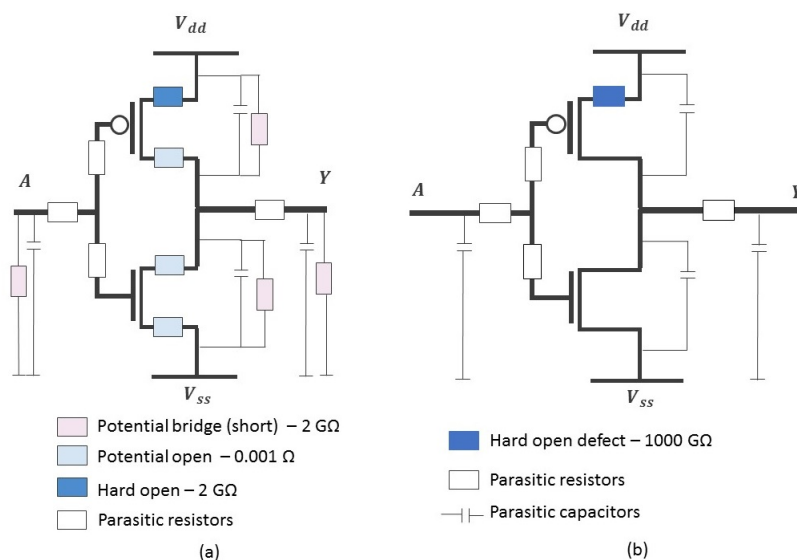 V_dd
A
Y
V_ss
Potential bridge (short) – 2 GΩ
Potential open – 0.001 Ω
Hard open – 2 GΩ
Parasitic resistors
(a)
V_dd
A
Y
V_ss
Hard open defect – 1000 GΩ
Parasitic resistors
Parasitic capacitors
(b)